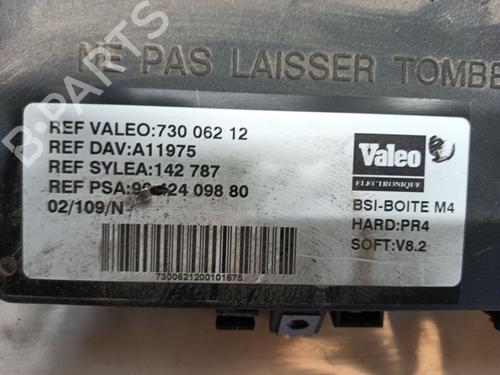 NE PAS LAISSER TOMBE
B-PARTS
REF VALEO:730 062 12
REF DAV:A11975
REF SYLEA:142 787
REF PSA: 098 80
02/109/N
7300621200101675
Valeo
ELECTRONIQUE
BSI-BOITE M4
HARD:PR4
SOFT:V8.2